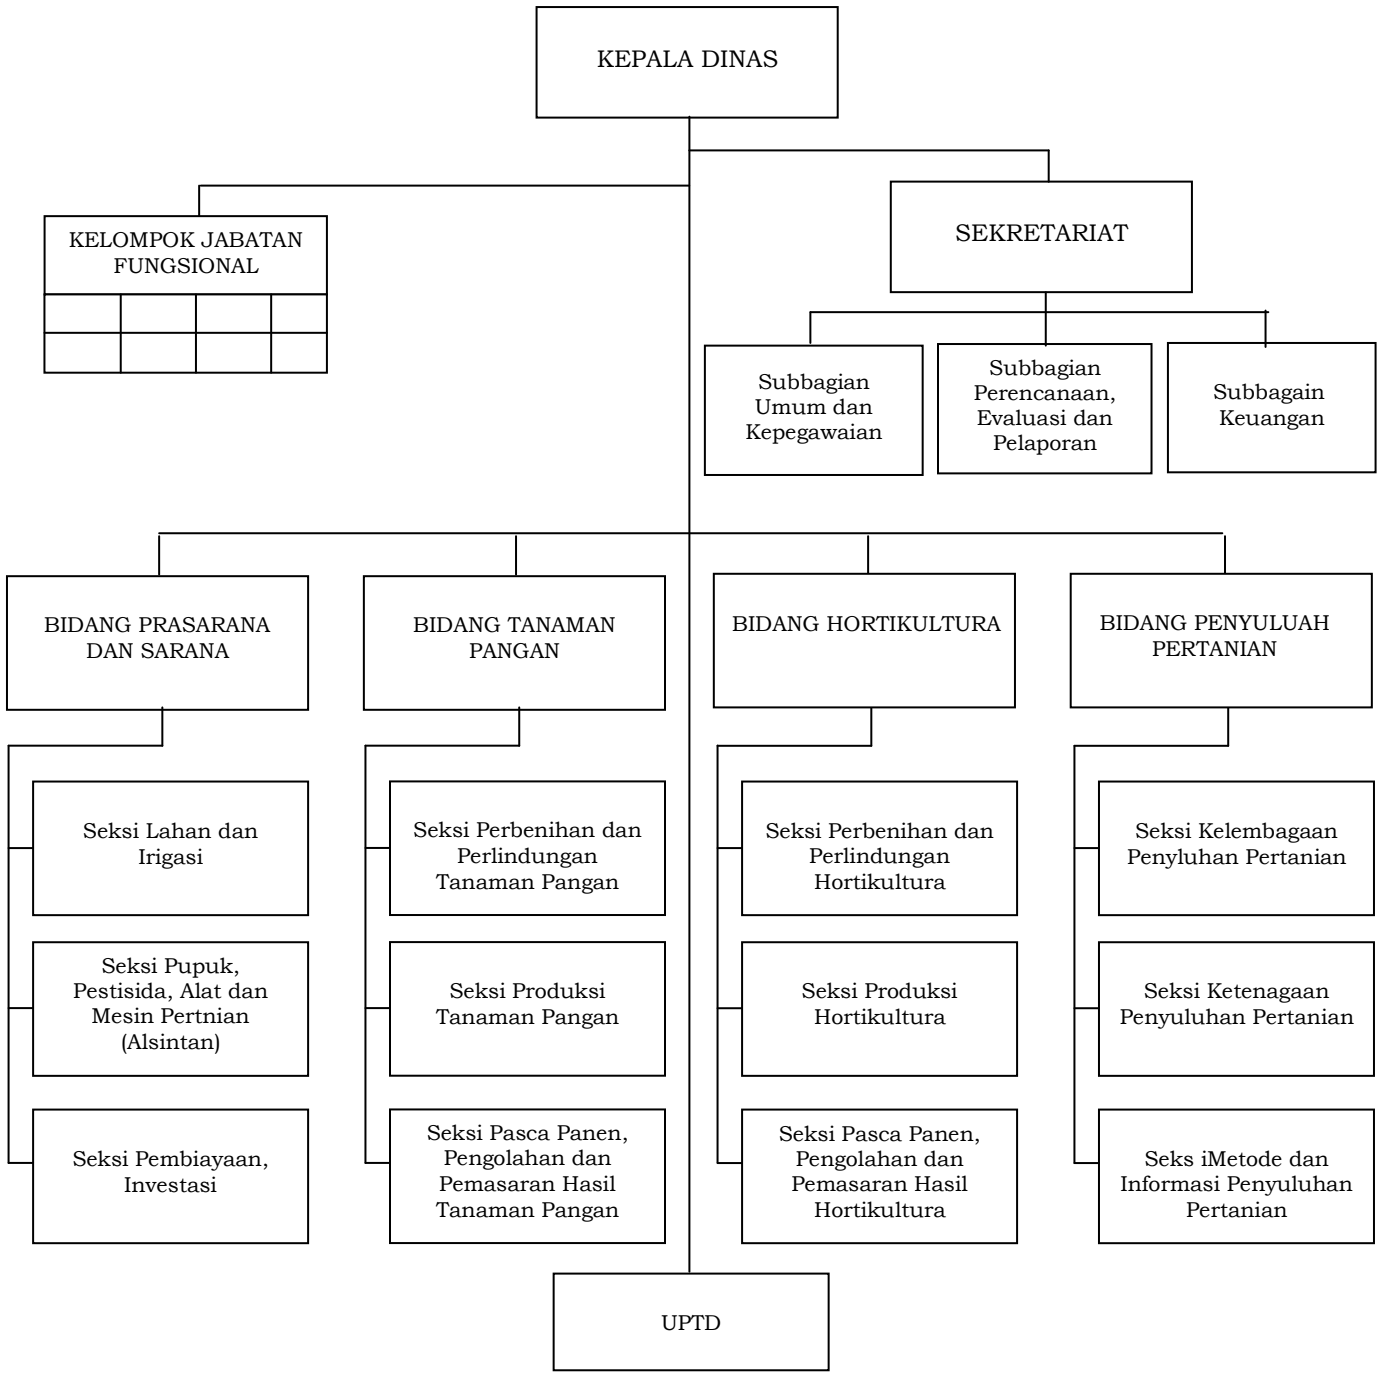 KEPALA DINAS
SEKRETARIAT
KELOMPOK JABATAN
FUNGSIONAL
Subbagian
Umum dan
Kepegawaian
Subbagian
Perencanaan,
Evaluasi dan
Pelaporan
Subbagain
Keuangan
BIDANG PRASARANA
DAN SARANA
BIDANG TANAMAN
PANGAN
BIDANG HORTIKULTURA
BIDANG PENYULUAH
PERTANIAN
Seksi Lahan dan
Irigasi
Seksi Perbenihan dan
Perlindungan
Tanaman Pangan
Seksi Perbenihan dan
Perlindungan
Hortikultura
Seksi Kelembagaan
Penyluhan Pertanian
Seksi Pupuk,
Pestisida, Alat dan
Mesin Pertnian
(Alsintan)
Seksi Produksi
Tanaman Pangan
Seksi Produksi
Hortikultura
Seksi Ketenagaan
Penyuluhan Pertanian
Seksi Pembiayaan,
Investasi
Seksi Pasca Panen,
Pengolahan dan
Pemasaran Hasil
Tanaman Pangan
Seksi Pasca Panen,
Pengolahan dan
Pemasaran Hasil
Hortikultura
Seks iMetode dan
Informasi Penyuluhan
Pertanian
UPTD